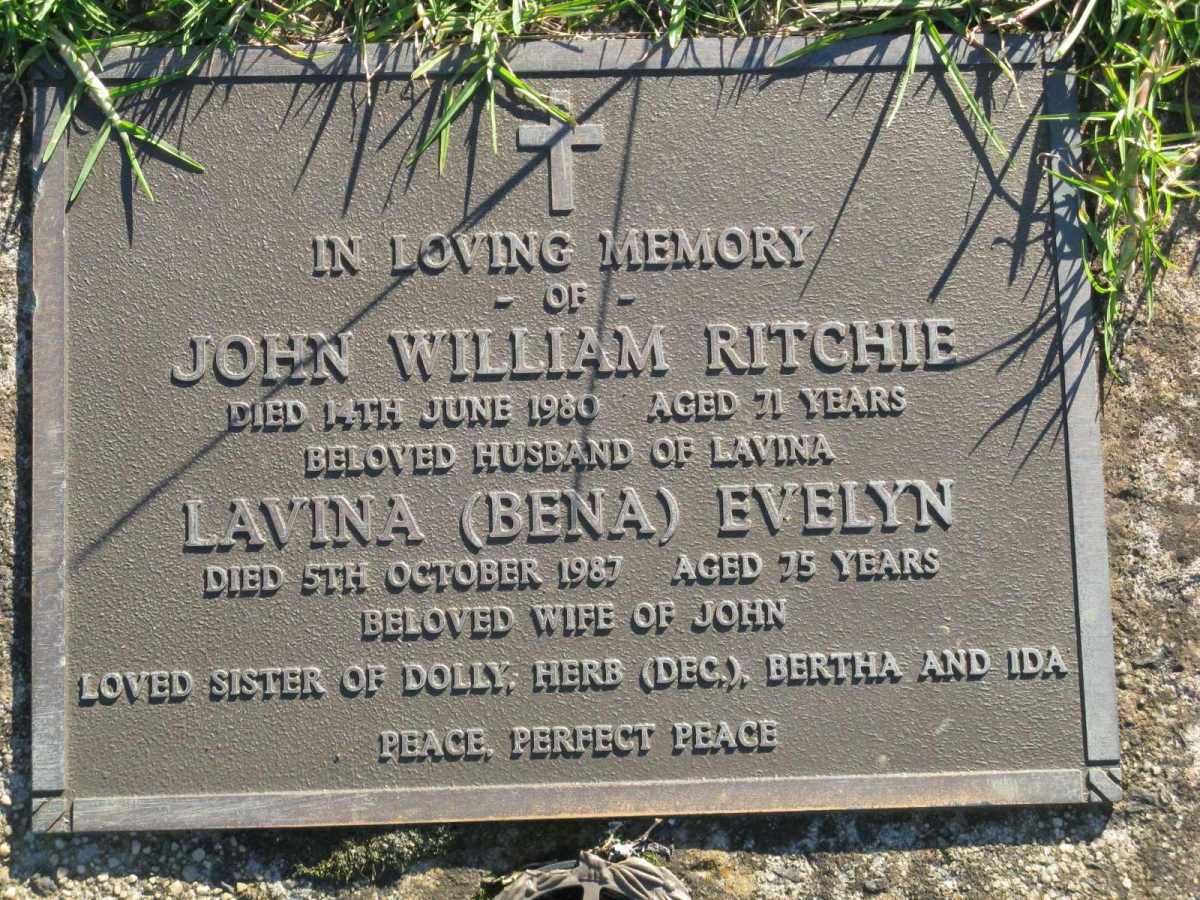 IN LOVING MEMORY
- OF -
JOHN WILLIAM RITCHIE
DIED 14TH JUNE 1980 AGED 71 YEARS
BELOVED HUSBAND OF LAVINA
LAVINA (BENA) EVELYN
DIED 5TH OCTOBER 1987 AGED 75 YEARS
BELOVED WIFE OF JOHN
LOVED SISTER OF DOLLY, HERB (DEC.), BERTHA AND IDA
PEACE, PERFECT PEACE